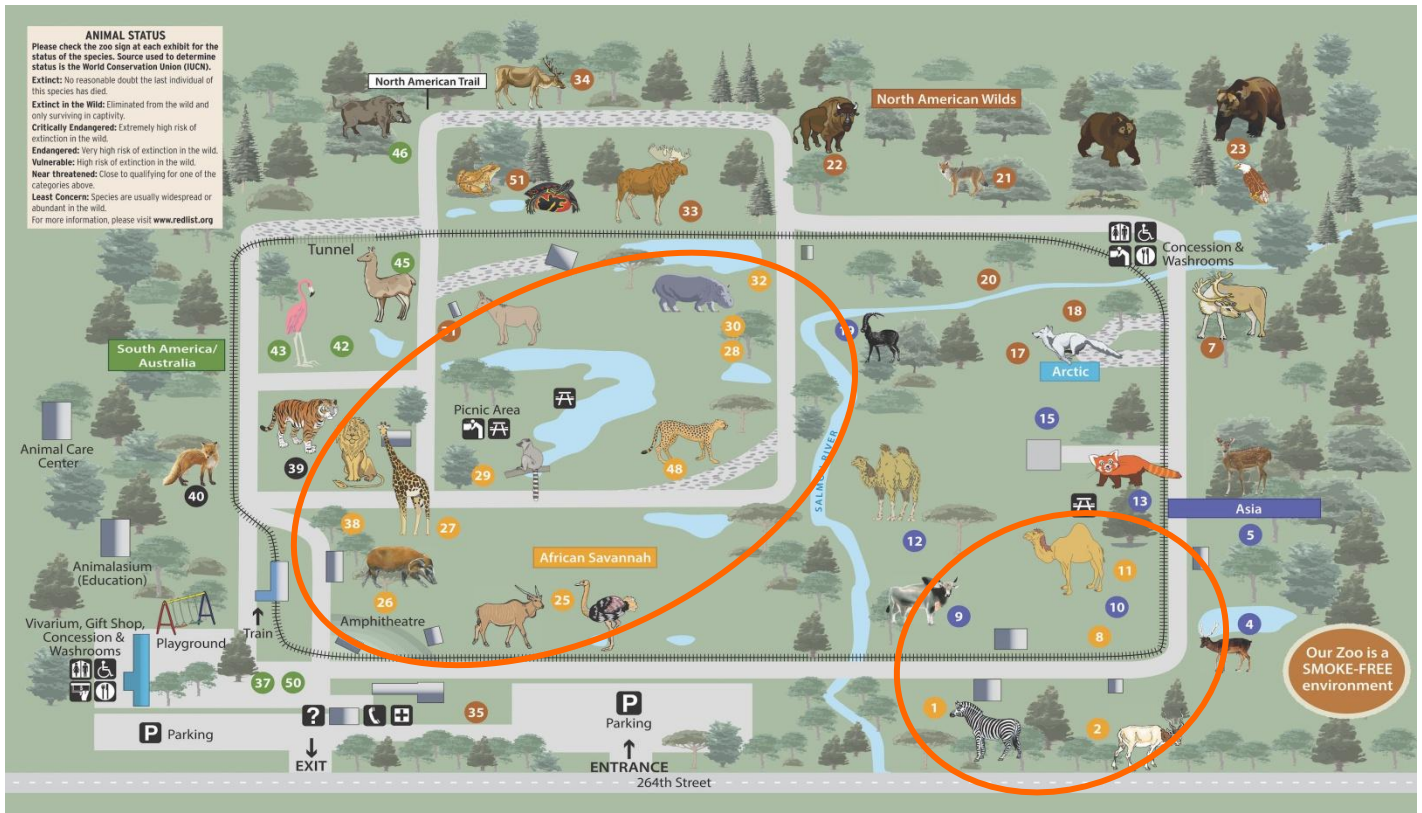 ANIMAL STATUS
Please check the zoo sign at each exhibit for the
status of the species. Source used to determine
status is the World Conservation Union (IUCN).
Extinct: No reasonable doubt the last individual of
this species has died.
Extinct in the Wild: Eliminated from the wild and
only surviving in captivity.
Critically Endangered: Extremely high risk of
extinction in the wild.
Endangered: Very high risk of extinction in the wild.
Vulnerable: High risk of extinction in the wild.
Near threatened: Close to qualifying for one of the
categories above.
Least Concern: Species are usually widespread or
abundant in the wild.
For more information, please visit www.redlist.org
North American Trail
34
North American Wilds
46
51
33
22
21
23
Tunnel
45
43
42
South America/
Australia
31
32
30
28
20
19
18
17
7
Concession &
Washrooms
Arctic
Picnic Area
15
SALMON RIVER
Animal Care
Center
39
40
29
48
13
Asia
5
38
27
12
African Savannah
11
Animalasium
(Education)
26
25
10
9
8
4
Amphitheatre
Vivarium, Gift Shop,
Concession &
Washrooms
Playground
Train
37
50
35
1
2
Our Zoo is a
SMOKE-FREE
environment
P Parking
?
P
Parking
EXIT
ENTRANCE
264th Street